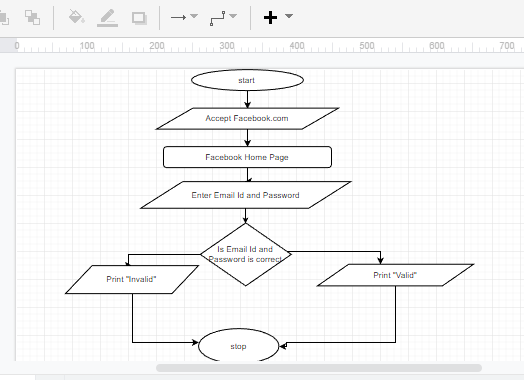 0 100 200 300 400 500 600 700
start
Accept Facebook.com
Facebook Home Page
Enter Email Id and Password
Is Email Id and
Password is correct
Print "Invalid"
Print "Valid"
stop